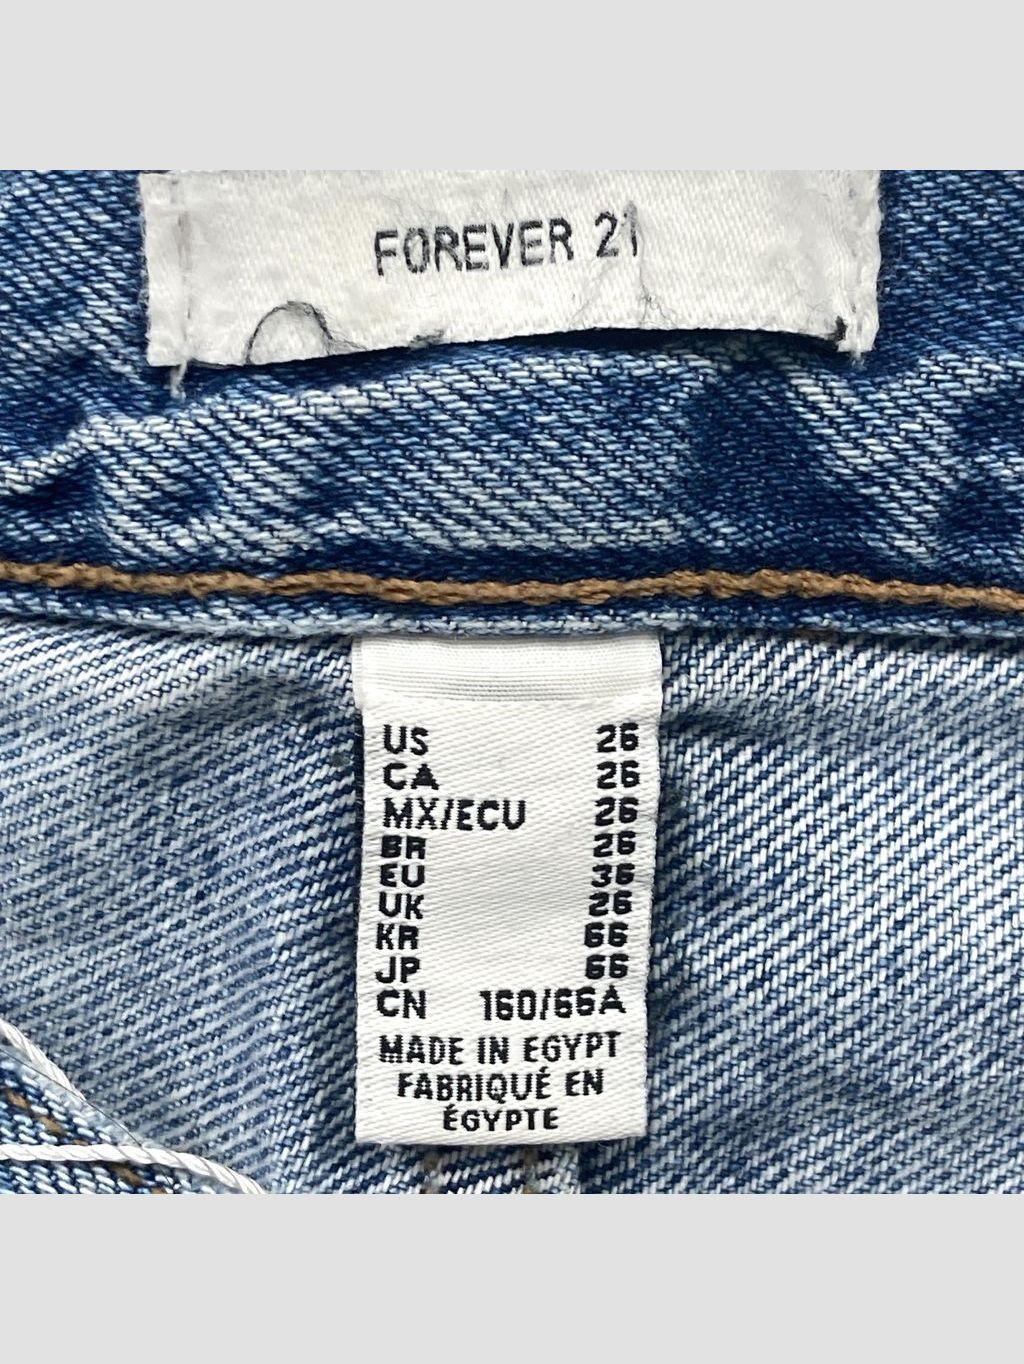 FOREVER 21
US 26
CA 26
MX/ECU 26
BR 26
EU 36
UK 26
KR 66
JP 66
CN 160/66A
MADE IN EGYPT
FABRIQUÉ EN
ÉGYPTE